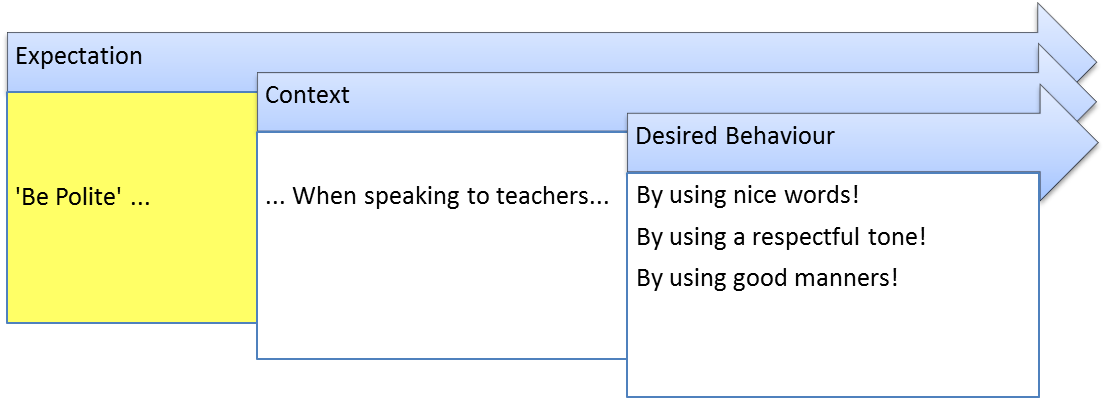 Expectation
Context
Desired Behaviour
'Be Polite' ...
... When speaking to teachers...
By using nice words!
By using a respectful tone!
By using good manners!